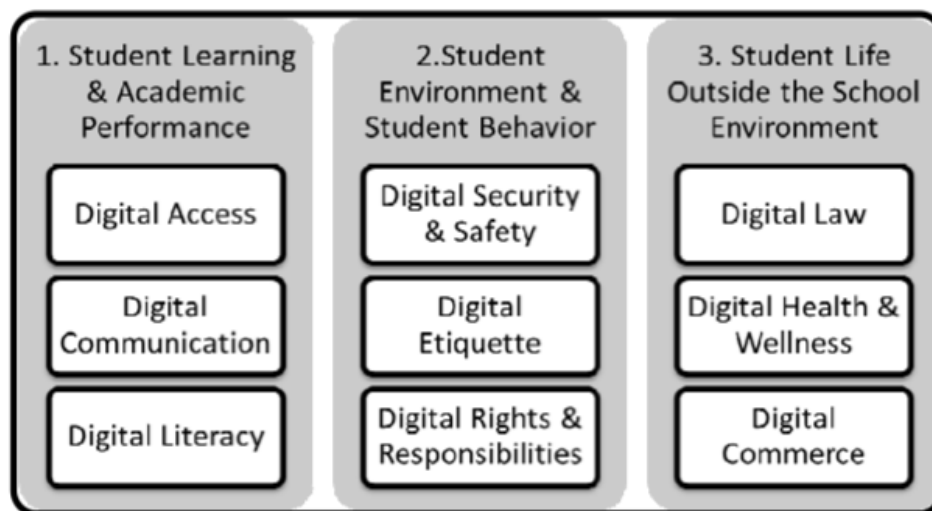 1. Student Learning
& Academic
Performance
Digital Access
Digital
Communication
Digital Literacy
2.Student
Environment &
Student Behavior
Digital Security
& Safety
Digital
Etiquette
Digital Rights &
Responsibilities
3. Student Life
Outside the School
Environment
Digital Law
Digital Health &
Wellness
Digital
Commerce